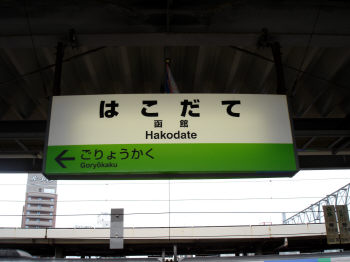 はこだて
函館
Hakodate
← ごりょうかく
Goryōkaku